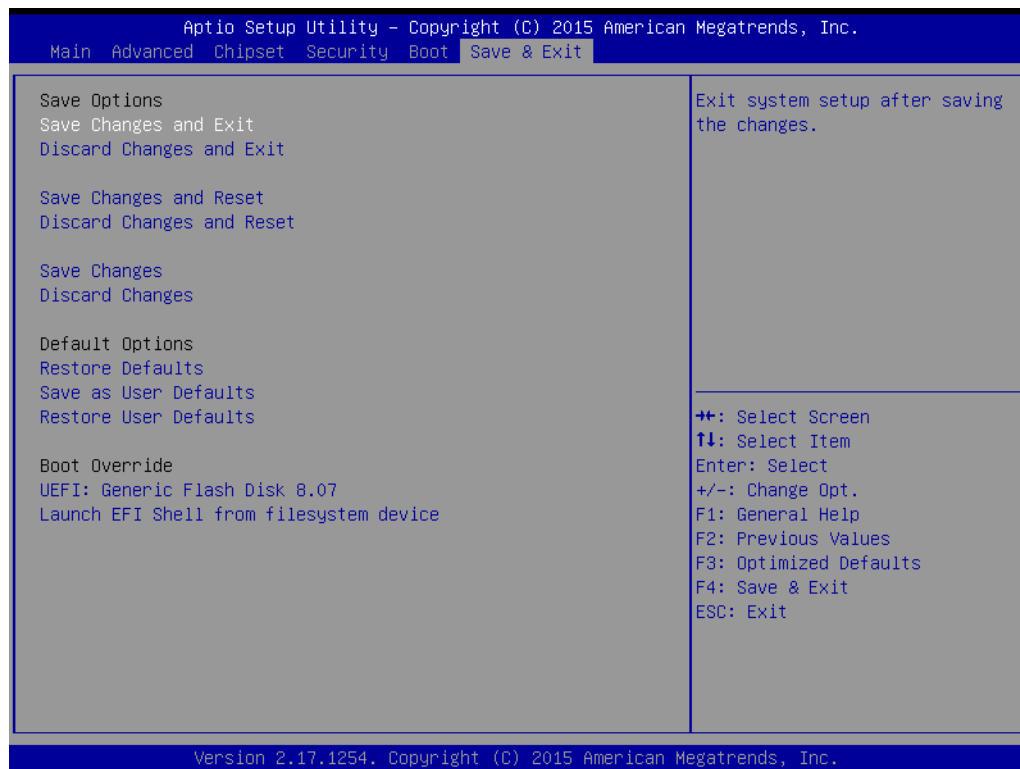 Aptio Setup Utility – Copyright (C) 2015 American Megatrends, Inc.
Main Advanced Chipset Security Boot Save & Exit
Save Options
Save Changes and Exit
Discard Changes and Exit
Save Changes and Reset
Discard Changes and Reset
Save Changes
Discard Changes
Default Options
Restore Defaults
Save as User Defaults
Restore User Defaults
Boot Override
UEFI: Generic Flash Disk 8.07
Launch EFI Shell from filesystem device
Exit system setup after saving
the changes.
→←: Select Screen
↑↓: Select Item
Enter: Select
+/-: Change Opt.
F1: General Help
F2: Previous Values
F3: Optimized Defaults
F4: Save & Exit
ESC: Exit
Version 2.17.1254. Copyright (C) 2015 American Megatrends, Inc.